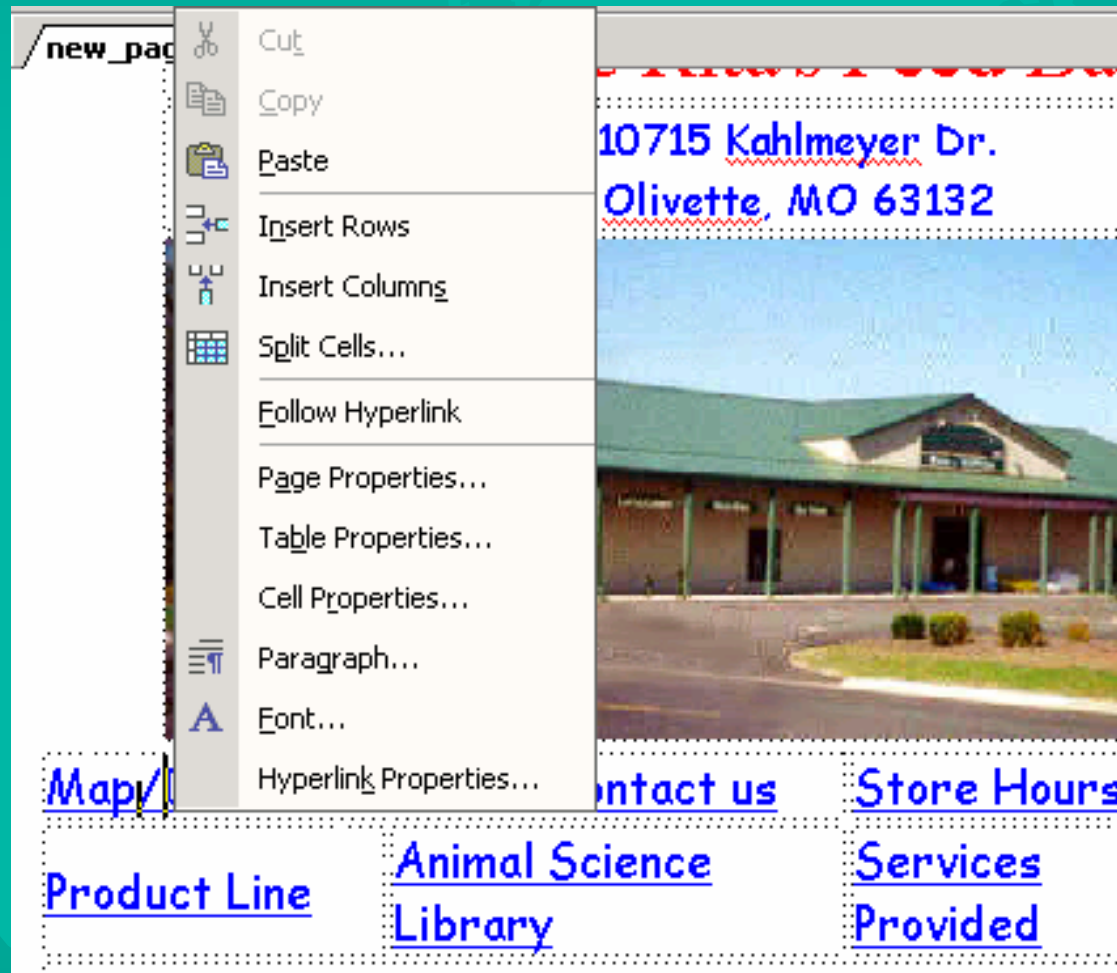 new_pag
Cut
Copy
Paste
Insert Rows
Insert Columns
Split Cells...
Follow Hyperlink
Page Properties...
Table Properties...
Cell Properties...
Paragraph...
Font...
Hyperlink Properties...
10715 Kahlmeyer Dr.
Olivette, MO 63132
Map/
ntact us
Store Hours
Product Line
Animal Science
Library
Services
Provided